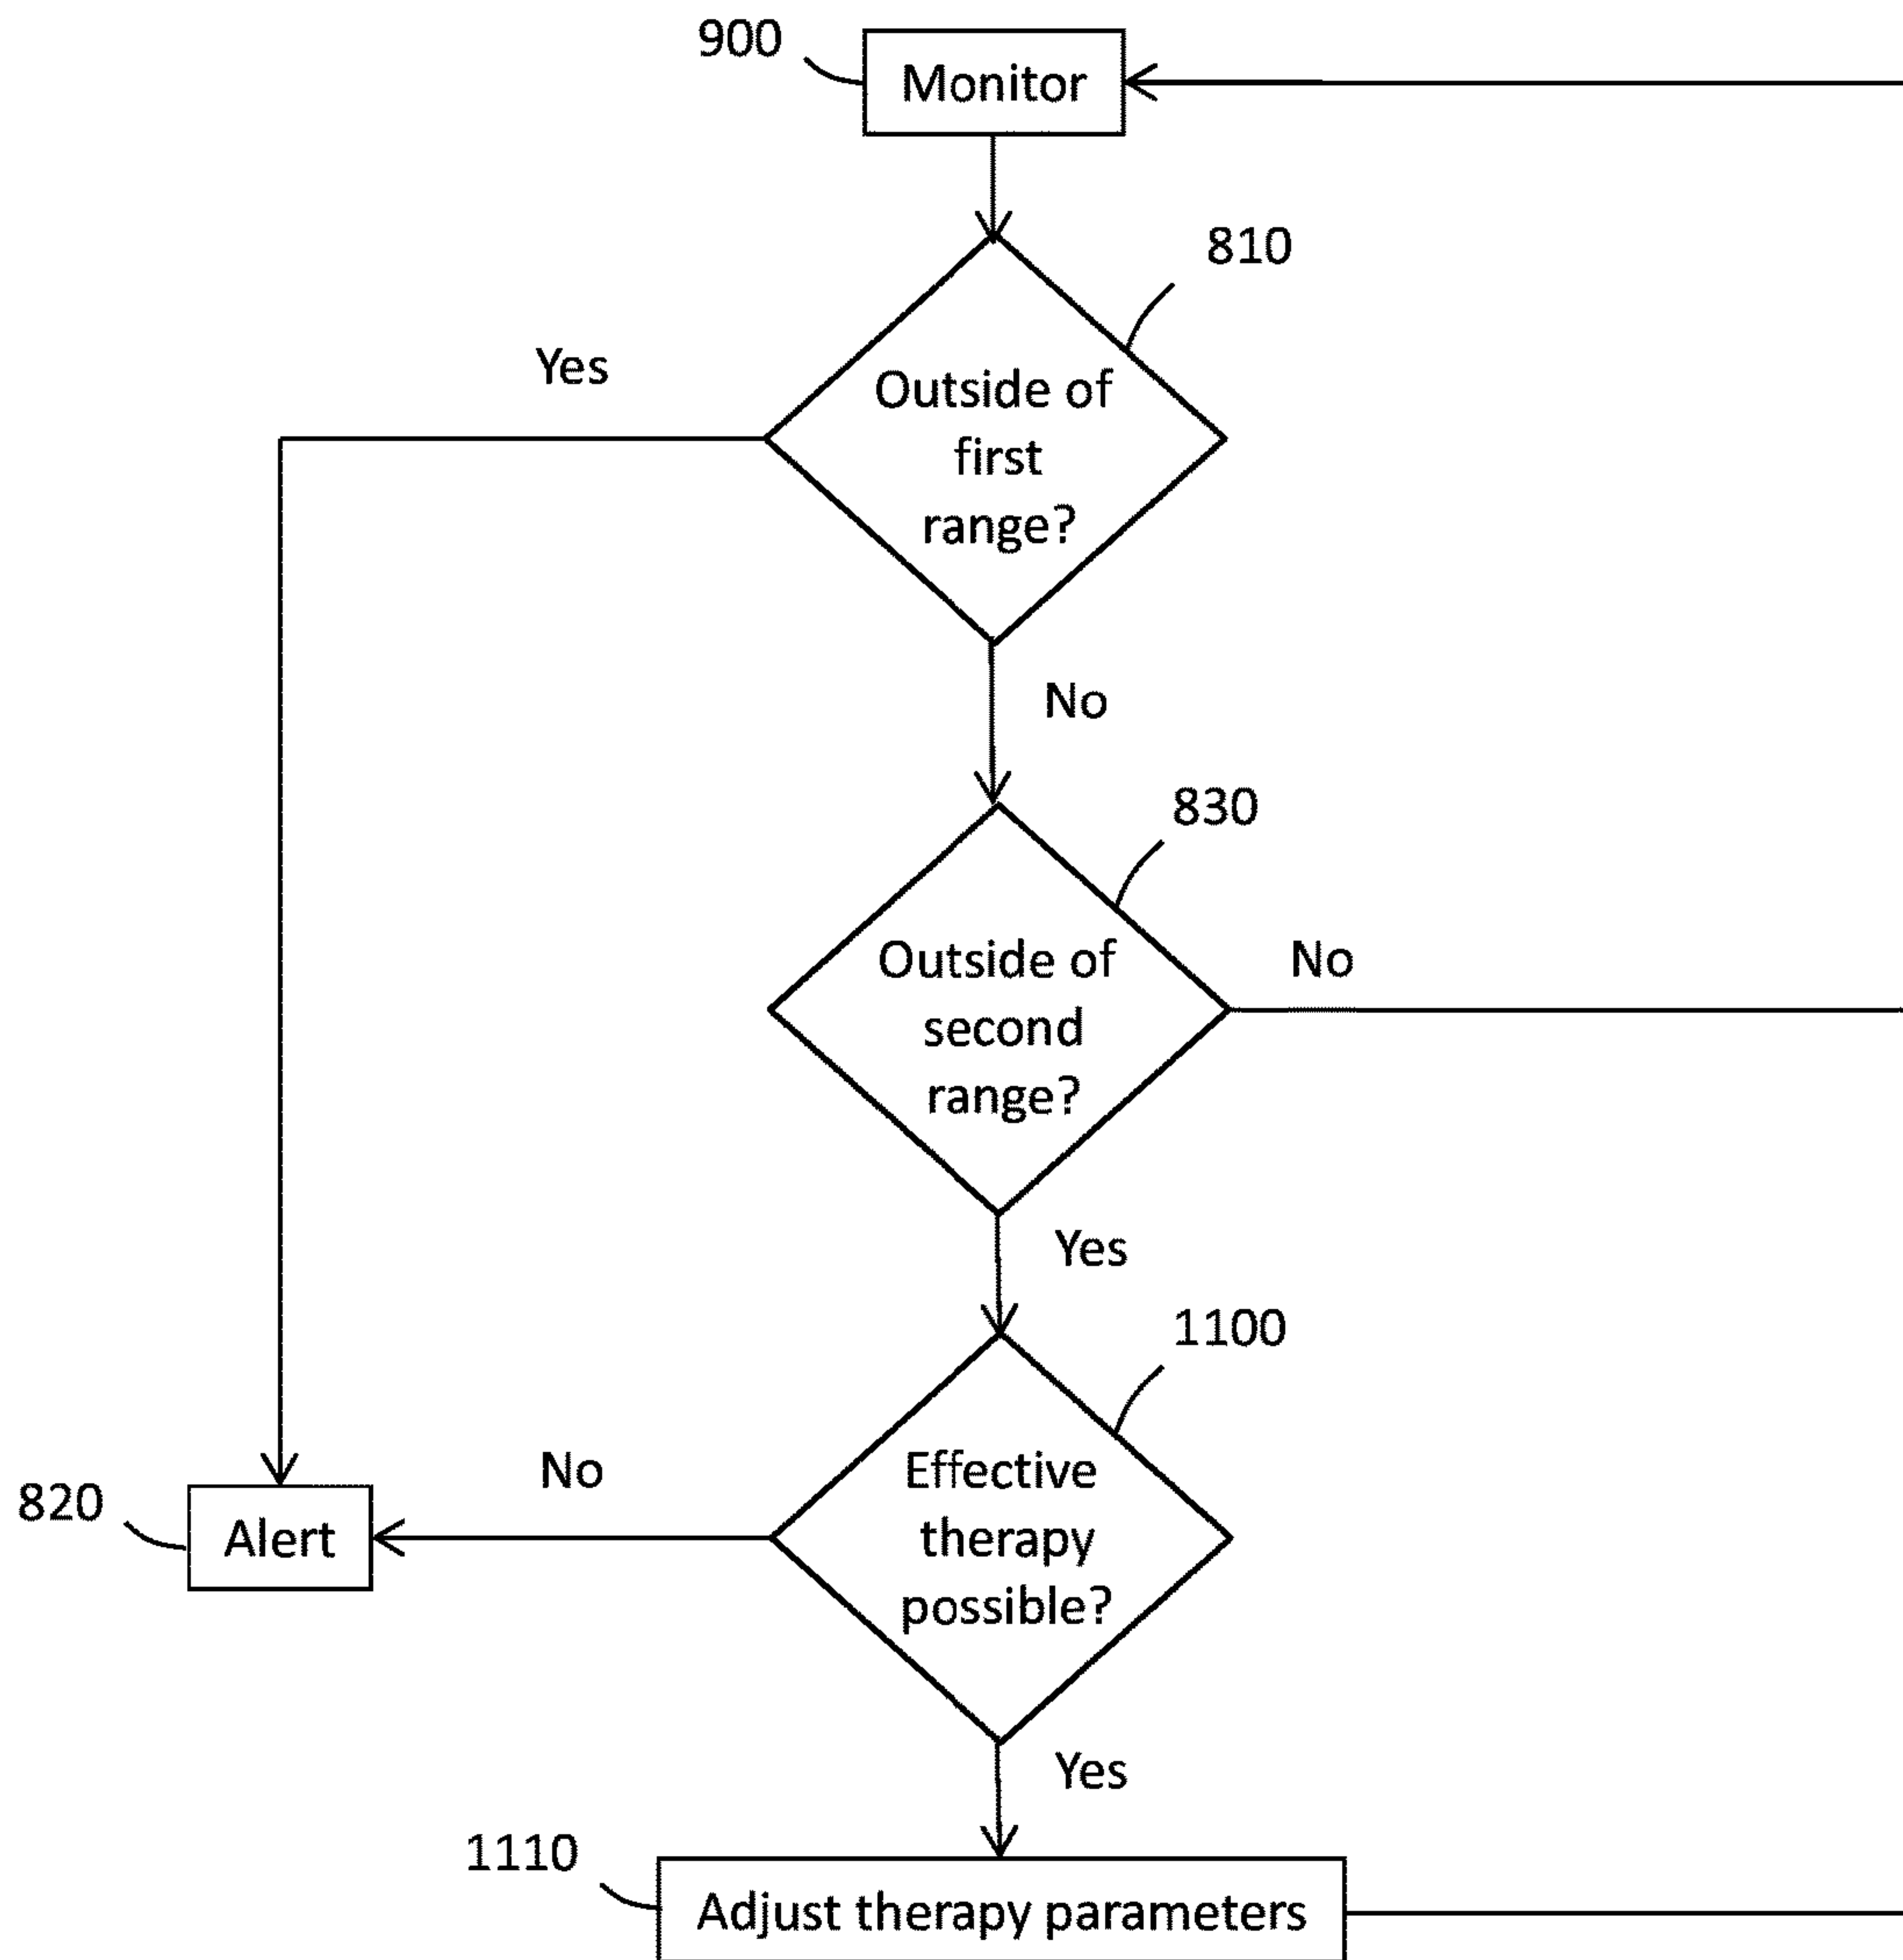 900
Monitor
810
Yes
Outside of
first
range?
No
830
Outside of
second
range?
No
Yes
1100
820
Alert
No
Effective
therapy
possible?
Yes
1110
Adjust therapy parameters